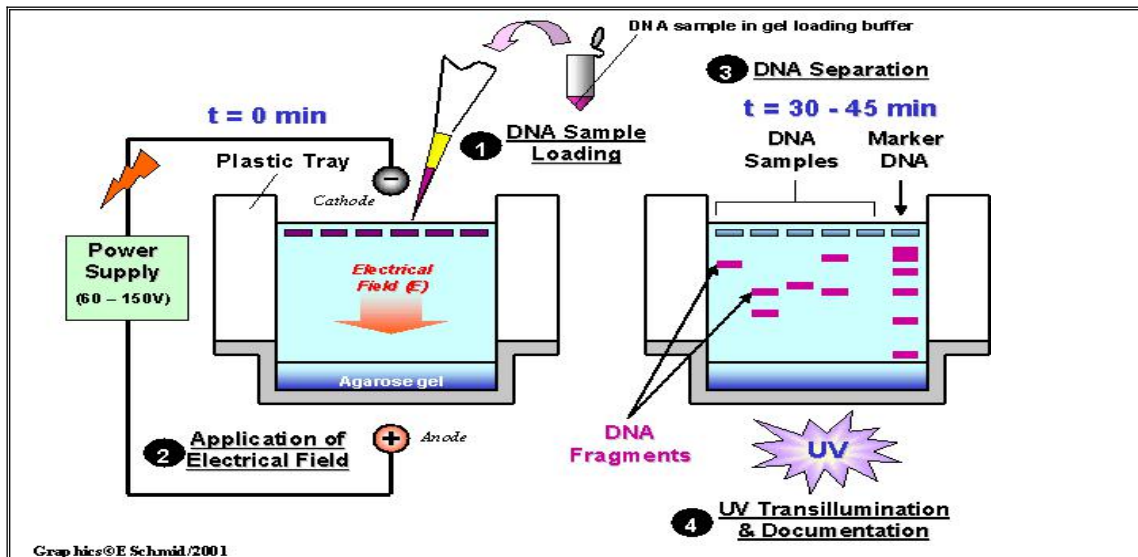 DNA sample in gel loading buffer
3 DNA Separation
t = 0 min
t = 30 - 45 min
1 DNA Sample
Loading
DNA
Samples
Marker
DNA
Plastic Tray
−
Cathode
Power
Supply
(60 – 150V)
Electrical
Field (E)
Agarose gel
2 Application of
Electrical Field
+
Anode
DNA
Fragments
UV
4 UV Transillumination
& Documentation
Graphics©E Schmid/2001